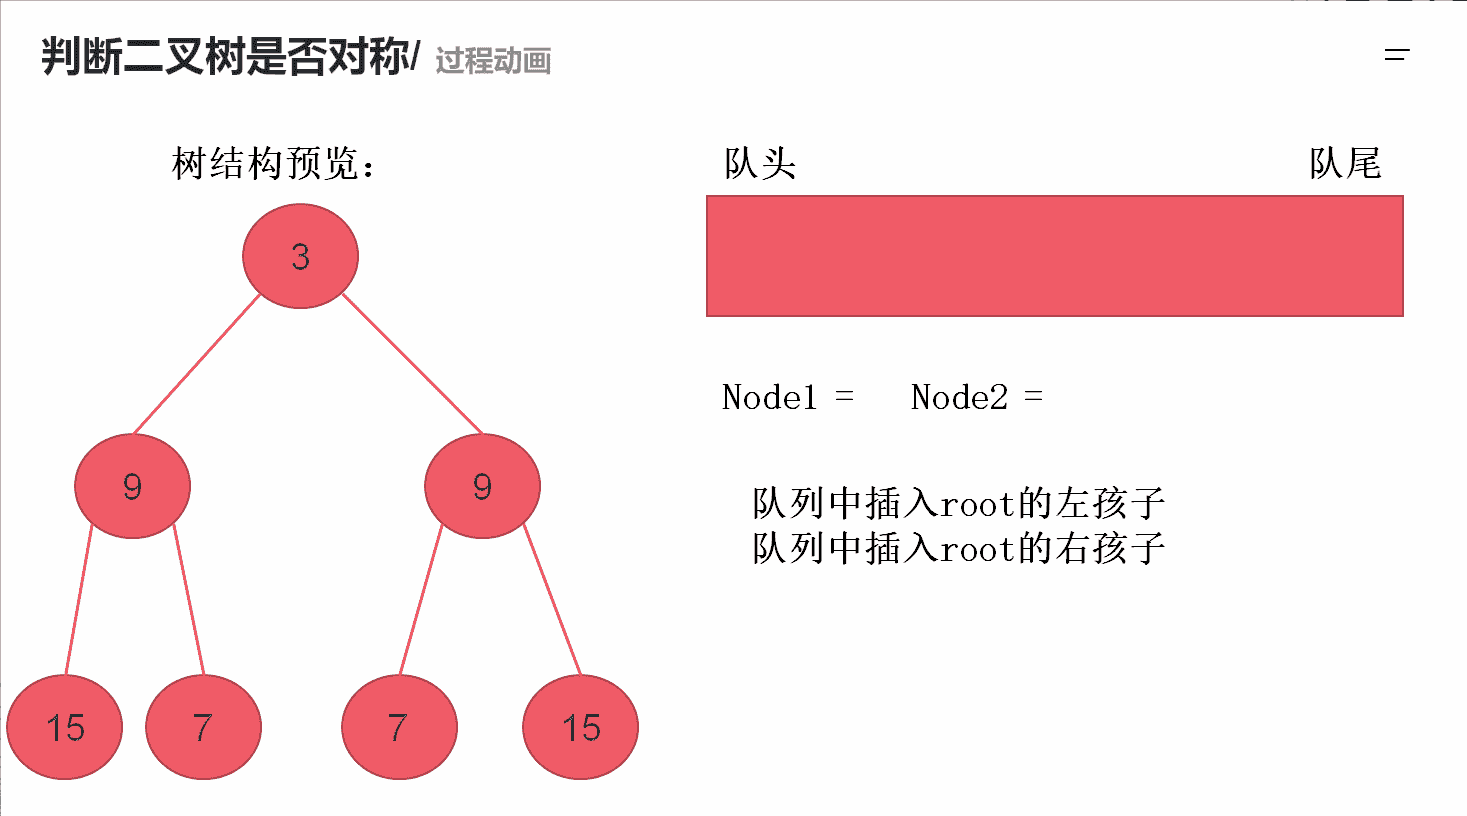 判断二叉树是否对称/ 过程动画
树结构预览：
队头 队尾
3
Node1 = Node2 =
9 9
队列中插入root的左孩子
队列中插入root的右孩子
15 7 7 15